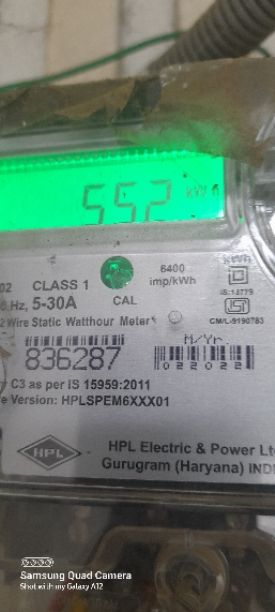 552 kWh
02 CLASS 1
6400
imp/kWh
kWh
IS:13779
Hz, 5-30A CAL
CM/L-9190783
2 Wire Static Watthour Meter
M/Yr.
836287
022022
C3 as per IS 15959:2011
e Version: HPLSPEM6XXX01
HPL
HPL Electric & Power Lt
Gurugram (Haryana) INDI
Samsung Quad Camera
Shot with my Galaxy A12